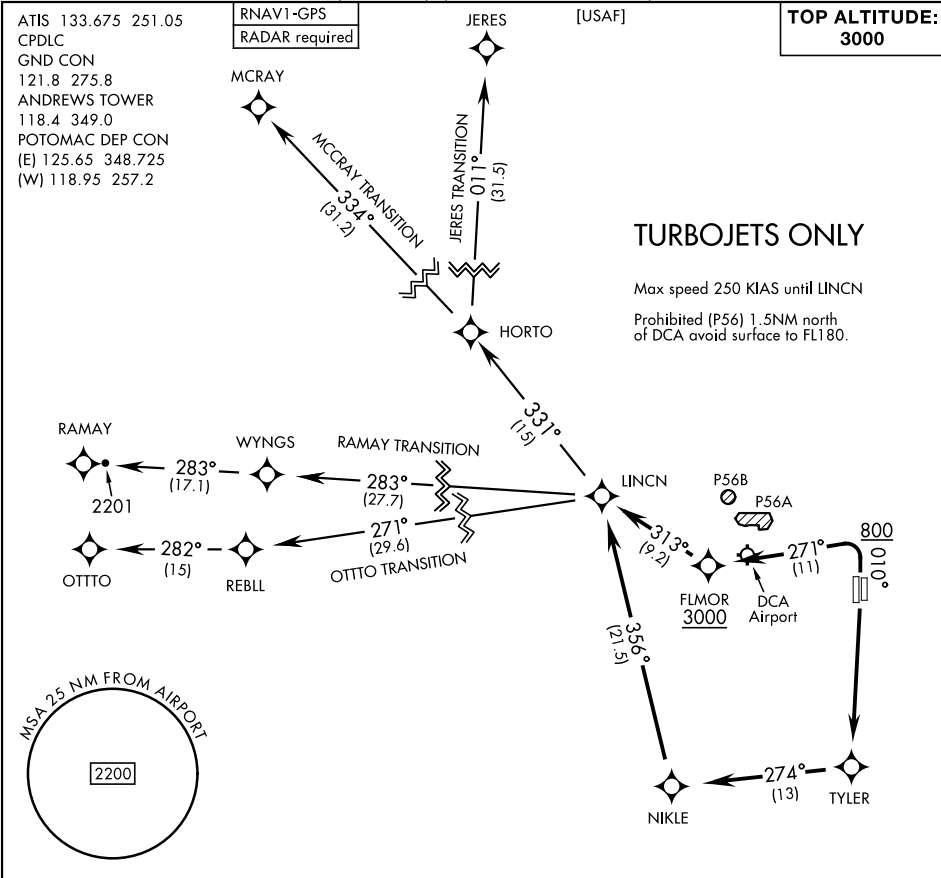 ATIS 133.675 251.05
CPDLC
GND CON
121.8 275.8
ANDREWS TOWER
118.4 349.0
POTOMAC DEP CON
(E) 125.65 348.725
(W) 118.95 257.2
RNAV1-GPS
RADAR required
[USAF]
TOP ALTITUDE:
3000
JERES
MCRAY
MCCRAY TRANSITION
334°
(31.2)
JERES TRANSITION
011°
(31.5)
TURBOJETS ONLY
Max speed 250 KIAS until LINCN
Prohibited (P56) 1.5NM north
of DCA avoid surface to FL180.
HORTO
331°
(15)
RAMAY
2201
283°
(17.1)
WYNGS
RAMAY TRANSITION
283°
(27.7)
LINCN
P56B
P56A
OTTTO
282°
(15)
REBLL
271°
(29.6)
OTTTO TRANSITION
313°
(9.2)
FLMOR
3000
DCA
Airport
271°
(11)
800
010°
356°
(21.5)
NIKLE
274°
(13)
TYLER
MSA 25 NM FROM AIRPORT
2200